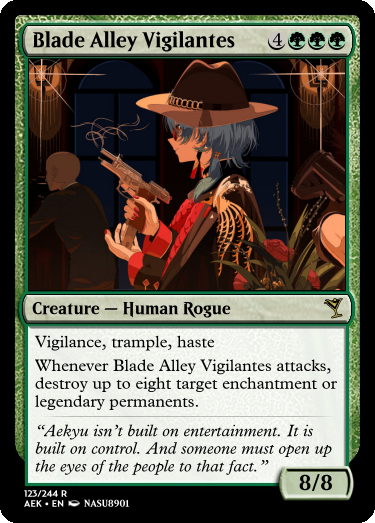 Blade Alley Vigilantes 4
Creature — Human Rogue
Vigilance, trample, haste
Whenever Blade Alley Vigilantes attacks,
destroy up to eight target enchantment or
legendary permanents.
“Aekyu isn’t built on entertainment. It is
built on control. And someone must open up
the eyes of the people to that fact.”
8/8
123/244 R
AEK • EN NASU8901